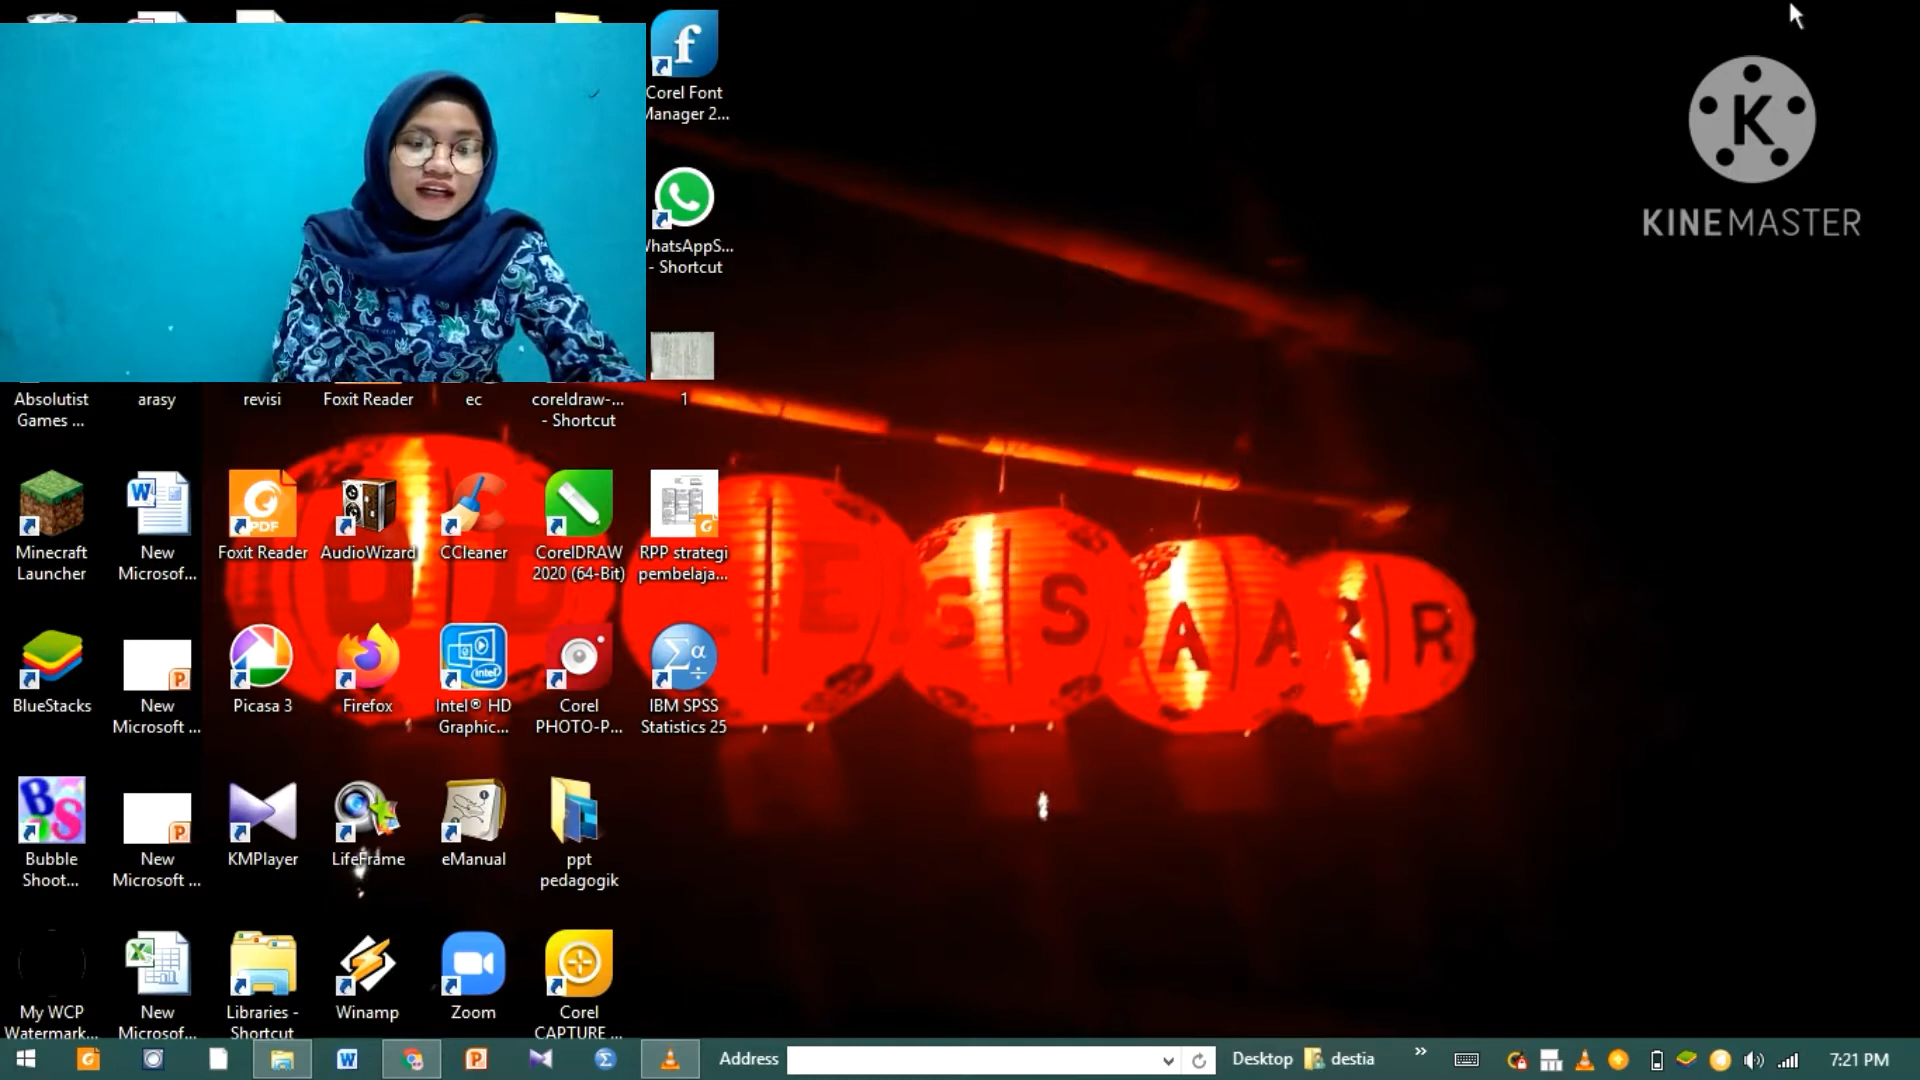 Corel Font
Manager 2...
KINEMASTER
WhatsAppS...
- Shortcut
Absolutist
Games ...
arasy
revisi
Foxit Reader
ec
coreldraw-...
- Shortcut
1
Minecraft
Launcher
New
Microsof...
PDF
Foxit Reader
AudioWizard
CCleaner
CorelDRAW
2020 (64-Bit)
RPP strategi
pembelaja...
S A A R
BlueStacks
New
Microsoft ...
Picasa 3
Firefox
intel
Intel® HD
Graphic...
Corel
PHOTO-P...
IBM SPSS
Statistics 25
BS
Bubble
Shoot...
New
Microsoft ...
KMPlayer
LifeFrame
eManual
ppt
pedagogik
My WCP
Watermark...
New
Microsof...
Libraries -
Shortcut
Winamp
Zoom
Corel
CAPTURE ...
Address
Desktop
destia
7:21 PM